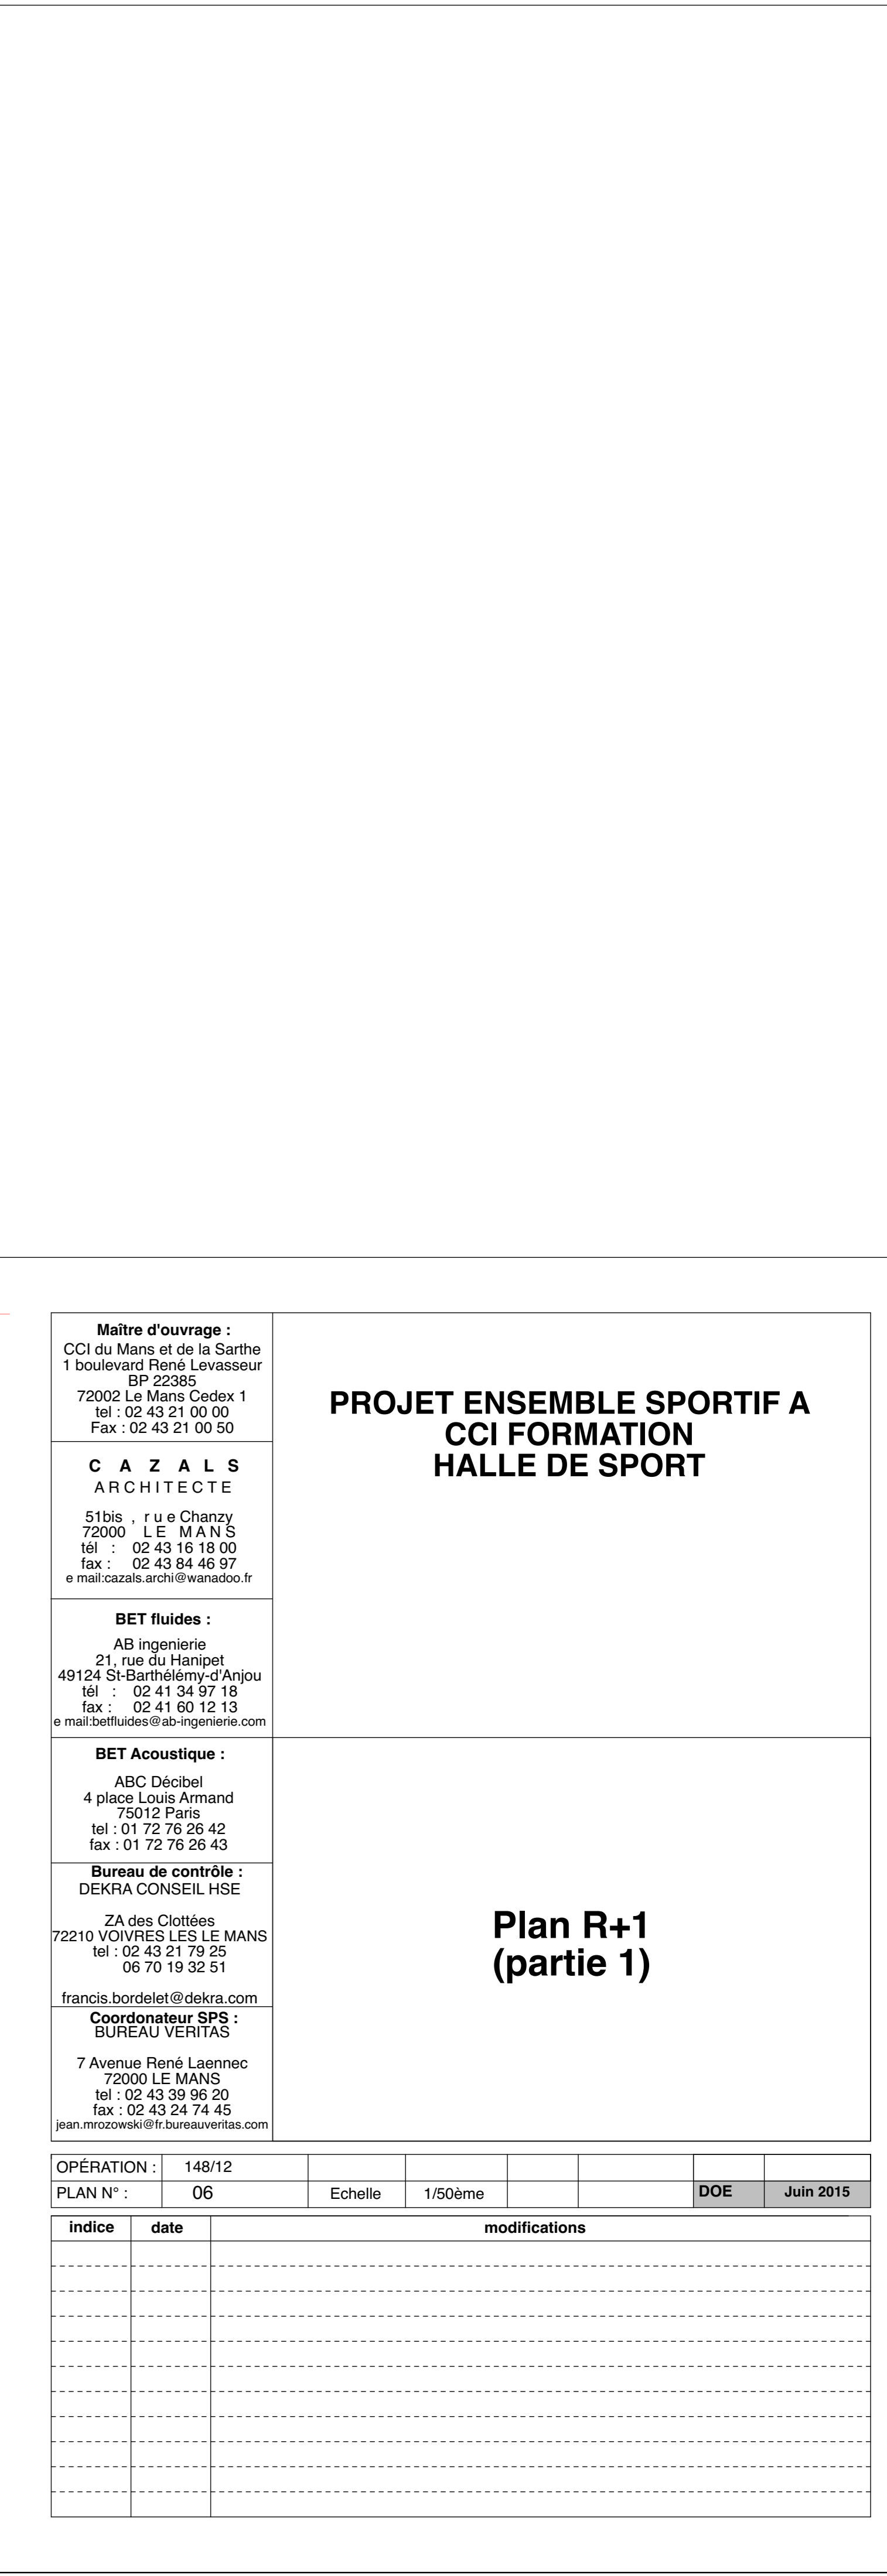 Maître d'ouvrage :
CCI du Mans et de la Sarthe
1 boulevard René Levasseur
BP 22385
72002 Le Mans Cedex 1
tel : 02 43 21 00 00
Fax : 02 43 21 00 50
C A Z A L S
A R C H I T E C T E
51bis , r u e Chanzy
72000 L E M A N S
tél : 02 43 16 18 00
fax : 02 43 84 46 97
e mail:cazals.archi@wanadoo.fr
BET fluides :
AB ingenierie
21, rue du Hanipet
49124 St-Barthélémy-d'Anjou
tél : 02 41 34 97 18
fax : 02 41 60 12 13
e mail:betfluides@ab-ingenierie.com
BET Acoustique :
ABC Décibel
4 place Louis Armand
75012 Paris
tel : 01 72 76 26 42
fax : 01 72 76 26 43
Bureau de contrôle :
DEKRA CONSEIL HSE
ZA des Clottées
72210 VOIVRES LES LE MANS
tel : 02 43 21 79 25
06 70 19 32 51
francis.bordelet@dekra.com
Coordonateur SPS :
BUREAU VERITAS
7 Avenue René Laennec
72000 LE MANS
tel : 02 43 39 96 20
fax : 02 43 24 74 45
jean.mrozowski@fr.bureauveritas.com
PROJET ENSEMBLE SPORTIF A
CCI FORMATION
HALLE DE SPORT
Plan R+1
(partie 1)
OPÉRATION : 148/12
PLAN N° : 06 Echelle 1/50ème DOE Juin 2015
indice date modifications